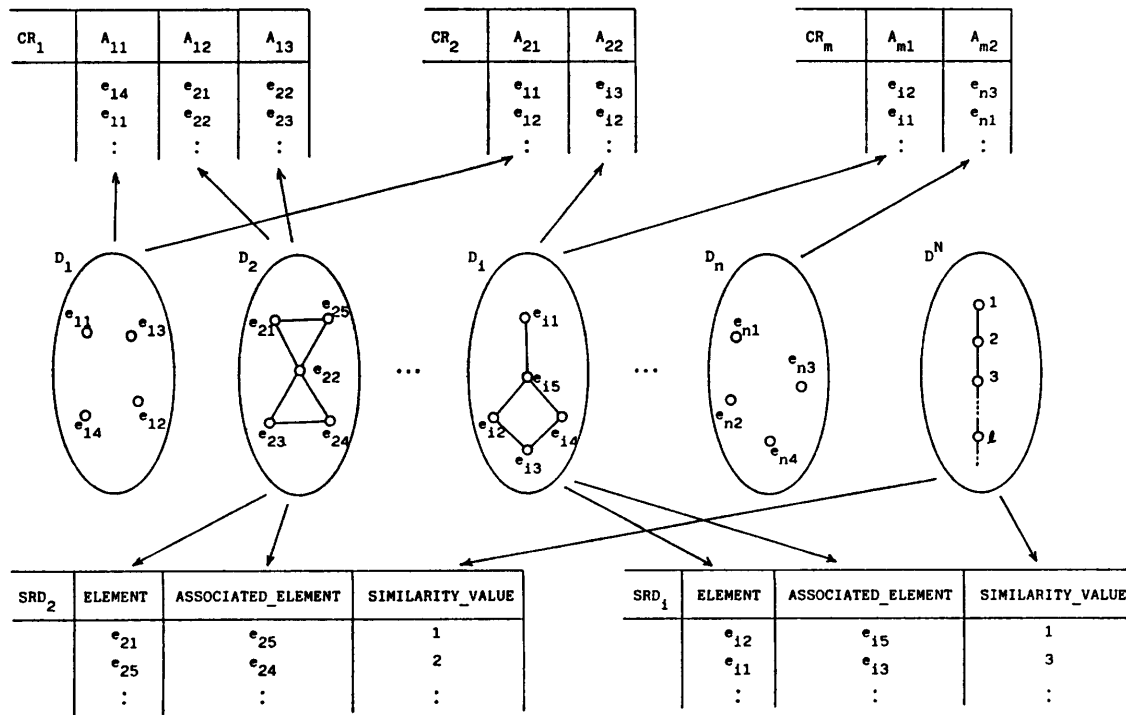 CR₁ A₁₁ A₁₂ A₁₃ CR₂ A₂₁ A₂₂ CRₘ Aₘ₁ Aₘ₂
e₁₄ e₂₁ e₂₂ e₁₁ eᵢ₃ eᵢ₂ eₙ₃
e₁₁ e₂₂ e₂₃ e₁₂ eᵢ₂ eᵢ₁ eₙ₁
: : : : : : :
D₁ D₂ Dᵢ Dₙ Dᴺ
e₁₁ e₁₃ e₂₁ e₂₅ eᵢ₁ eₙ₁ 1
2
e₂₂ ... eᵢ₅ ... eₙ₃ 3
e₁₄ e₁₂ e₂₃ e₂₄ eᵢ₂ eᵢ₄ eₙ₂ ℓ
eᵢ₃ eₙ₄
SRD₂ ELEMENT ASSOCIATED_ELEMENT SIMILARITY_VALUE SRDᵢ ELEMENT ASSOCIATED_ELEMENT SIMILARITY_VALUE
e₂₁ e₂₅ 1 eᵢ₂ eᵢ₅ 1
e₂₅ e₂₄ 2 eᵢ₁ eᵢ₃ 3
: : : : : :